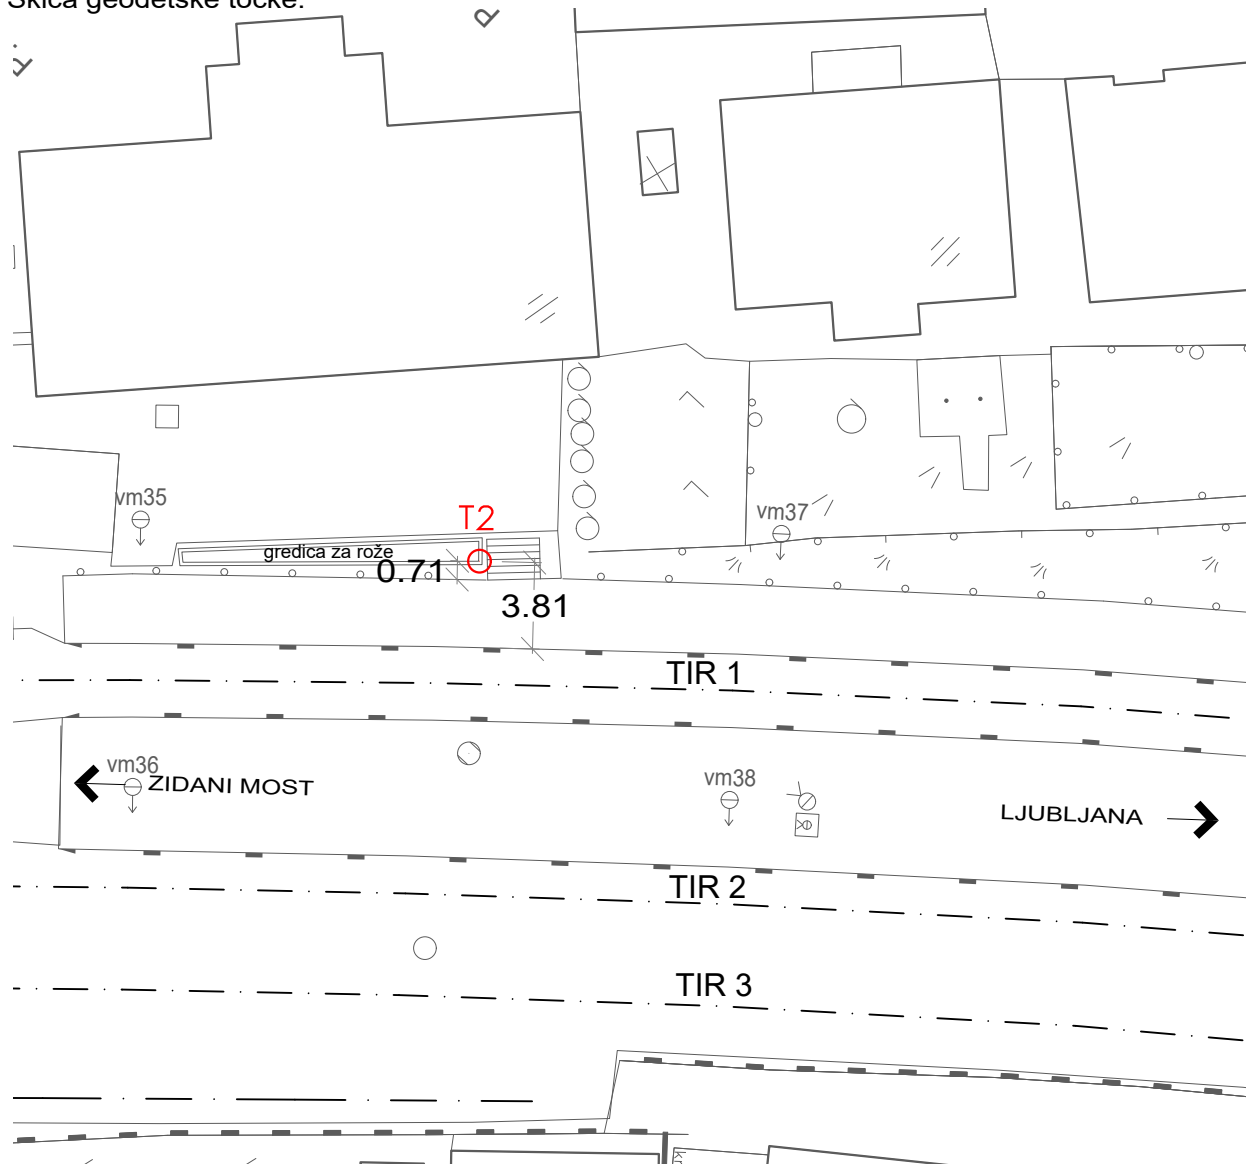 Skica geodetske točke:
vm35
T2
vm37
gredica za rože
0.71
3.81
TIR 1
vm36
ZIDANI MOST
vm38
LJUBLJANA
TIR 2
TIR 3